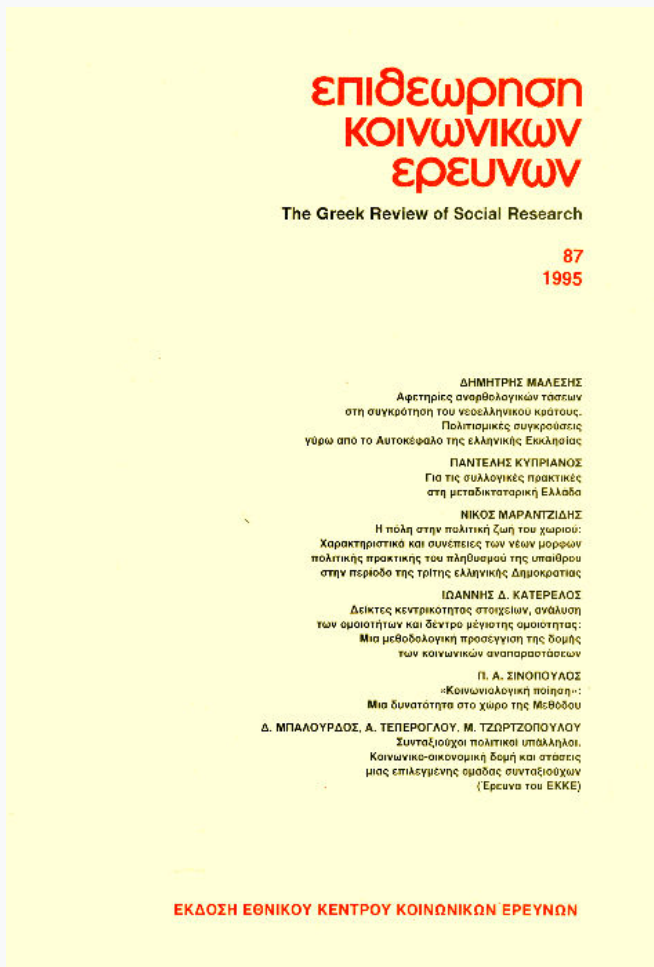 επιθεωρηση
κοινωνικων
ερευνων
The Greek Review of Social Research
87
1995
ΔΗΜΗΤΡΗΣ ΜΑΛΕΣΗΣ
Αφετηρίες ανορθολογικών τάσεων
στη συγκρότηση του νεοελληνικού κράτους.
Πολιτισμικές συγκρούσεις
γύρω από το Αυτοκέφαλο της ελληνικής Εκκλησίας
ΠΑΝΤΕΛΗΣ ΚΥΠΡΙΑΝΟΣ
Για τις συλλογικές πρακτικές
στη μεταδικτατορική Ελλάδα
ΝΙΚΟΣ ΜΑΡΑΝΤΖΙΔΗΣ
Η πόλη στην πολιτική ζωή του χωριού:
Χαρακτηριστικά και συνέπειες των νέων μορφών
πολιτικής πρακτικής του πληθυσμού της υπαίθρου
στην περίοδο της τρίτης ελληνικής Δημοκρατίας
ΙΩΑΝΝΗΣ Δ. ΚΑΤΕΡΕΛΟΣ
Δείκτες κεντρικότητας στοιχείων, ανάλυση
των ομοιοτήτων και δέντρο μέγιστης ομοιότητας:
Μια μεθοδολογική προσέγγιση της δομής
των κοινωνικών αναπαραστάσεων
Π. Α. ΣΙΝΟΠΟΥΛΟΣ
«Κοινωνιολογική ποίηση»:
Μια δυνατότητα στο χώρο της Μεθόδου
Δ. ΜΠΑΛΟΥΡΔΟΣ, Α. ΤΕΠΕΡΟΓΛΟΥ, Μ. ΤΖΩΡΤΖΟΠΟΥΛΟΥ
Συνταξιούχοι πολιτικοί υπάλληλοι.
Κοινωνικο-οικονομική δομή και στάσεις
μιας επιλεγμένης ομάδας συνταξιούχων
(Έρευνα του ΕΚΚΕ)
ΕΚΔΟΣΗ ΕΘΝΙΚΟΥ ΚΕΝΤΡΟΥ ΚΟΙΝΩΝΙΚΩΝ ΕΡΕΥΝΩΝ